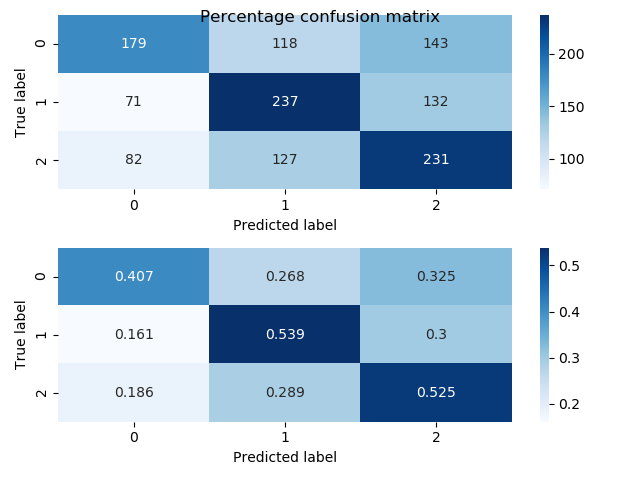 Percentage confusion matrix
True label
0 179 118 143 200
1 71 237 132 150
2 82 127 231 100
0 1 2
Predicted label
True label
0 0.407 0.268 0.325 0.5
0.4
1 0.161 0.539 0.3 0.3
2 0.186 0.289 0.525 0.2
0 1 2
Predicted label